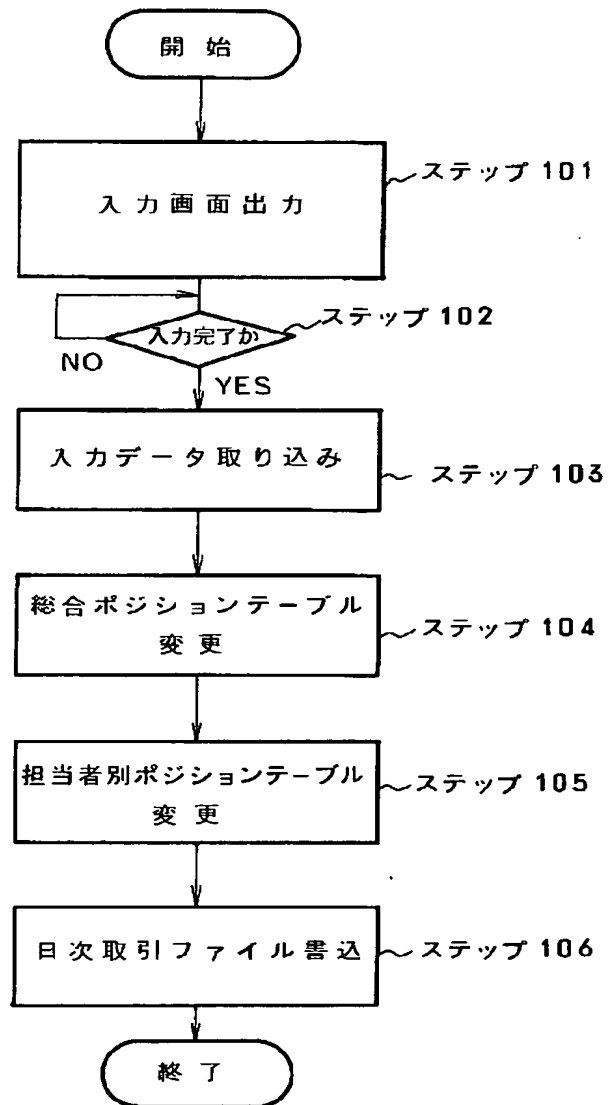 開始
入力画面出力
ステップ 101
入力完了か
ステップ 102
NO
YES
入力データ取り込み
ステップ 103
総合ポジションテーブル
変更
ステップ 104
担当者別ポジションテーブル
変更
ステップ 105
日次取引ファイル書込
ステップ 106
終了